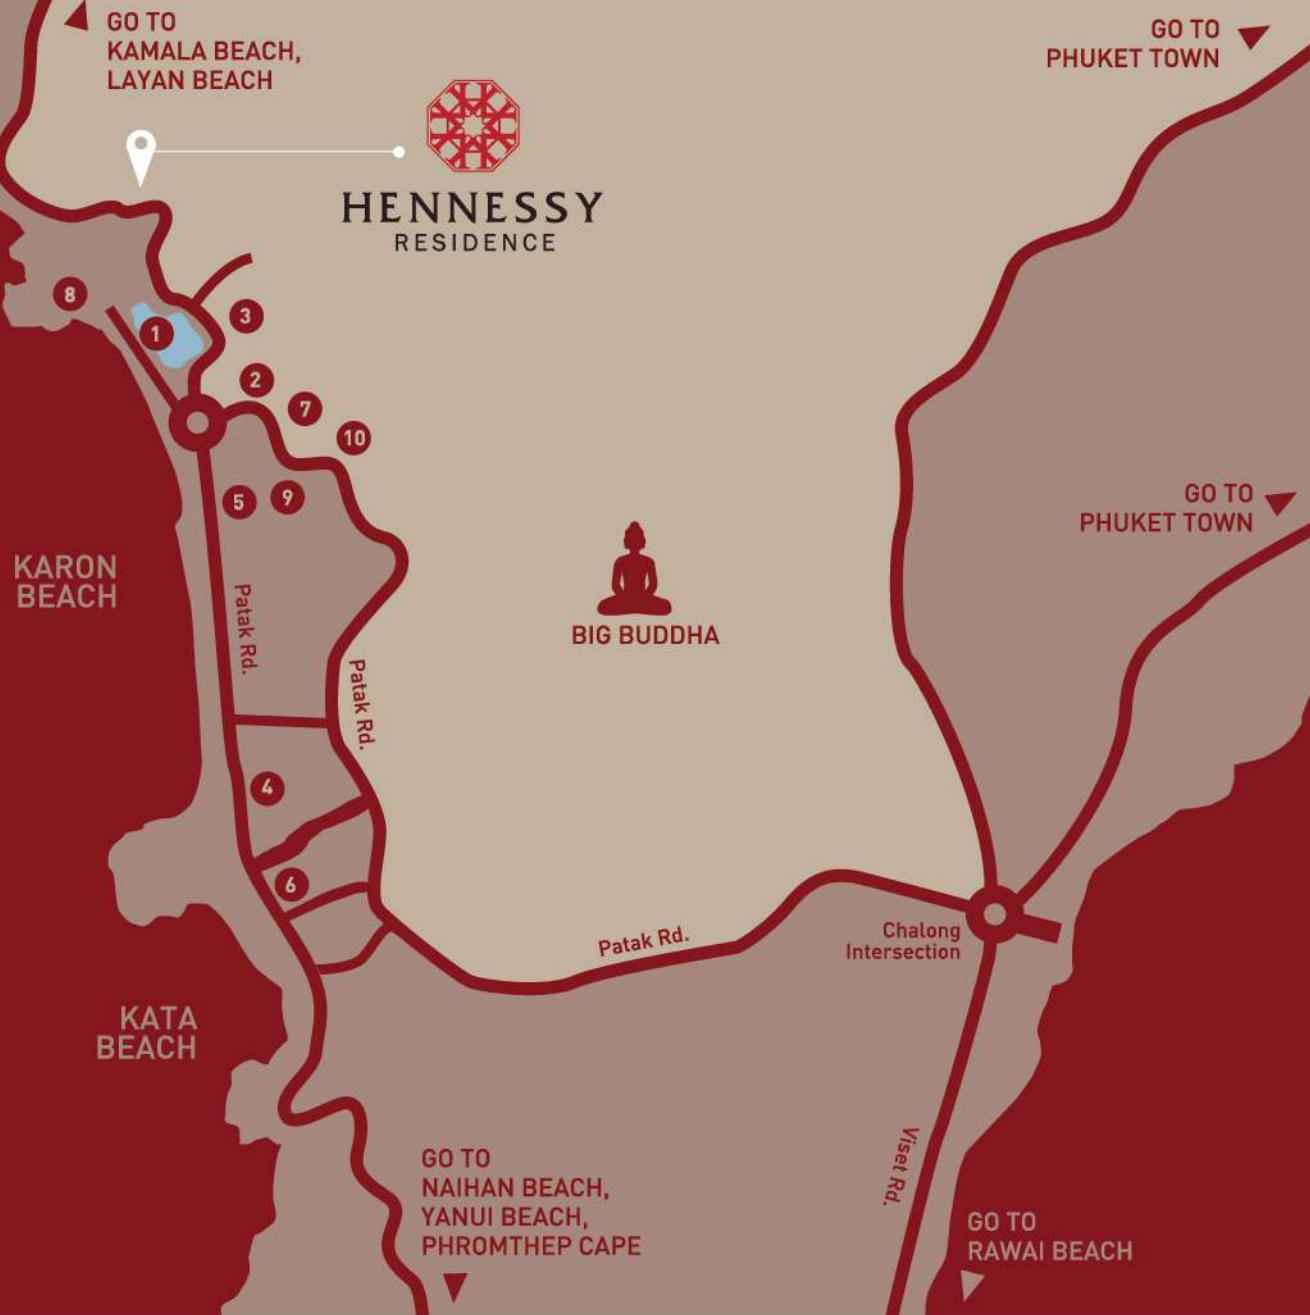 GO TO
KAMALA BEACH,
LAYAN BEACH
GO TO
PHUKET TOWN
HENNESSY
RESIDENCE
8
1
3
2
7
10
5
9
GO TO
PHUKET TOWN
KARON
BEACH
BIG BUDDHA
Patak Rd.
Patak Rd.
4
6
Patak Rd.
Chalong
Intersection
KATA
BEACH
Viset Rd.
GO TO
NAIHAN BEACH,
YANUI BEACH,
PHROMTHEP CAPE
GO TO
RAWAI BEACH